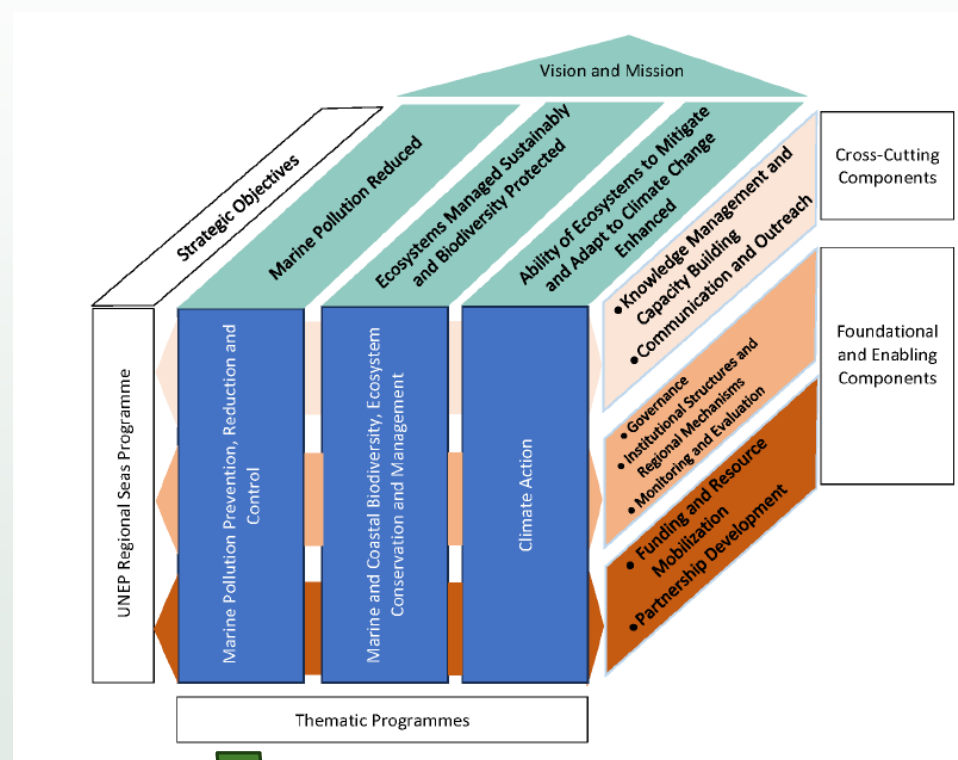 Vision and Mission
Strategic Objectives
Marine Pollution Reduced
Ecosystems Managed Sustainably
and Biodiversity Protected
Ability of Ecosystems to Mitigate
and Adapt to Climate Change
Enhanced
• Knowledge Management and
Capacity Building
• Communication and Outreach
Cross-Cutting
Components
• Governance
• Institutional Structures and
Regional Mechanisms
• Monitoring and Evaluation
• Funding and Resource
Mobilization
• Partnership Development
Foundational
and Enabling
Components
UNEP Regional Seas Programme
Marine Pollution Prevention, Reduction and
Control
Marine and Coastal Biodiversity, Ecosystem
Conservation and Management
Climate Action
Thematic Programmes